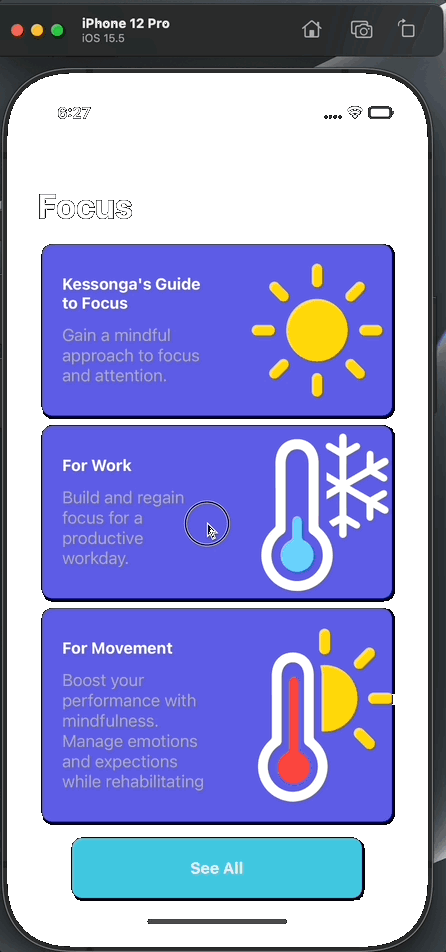 iPhone 12 Pro
iOS 15.5
6:27
Focus
Kessonga's Guide
to Focus
Gain a mindful
approach to focus
and attention.
For Work
Build and regain
focus for a
productive
workday.
For Movement
Boost your
performance with
mindfulness.
Manage emotions
and expections
while rehabilitating
See All